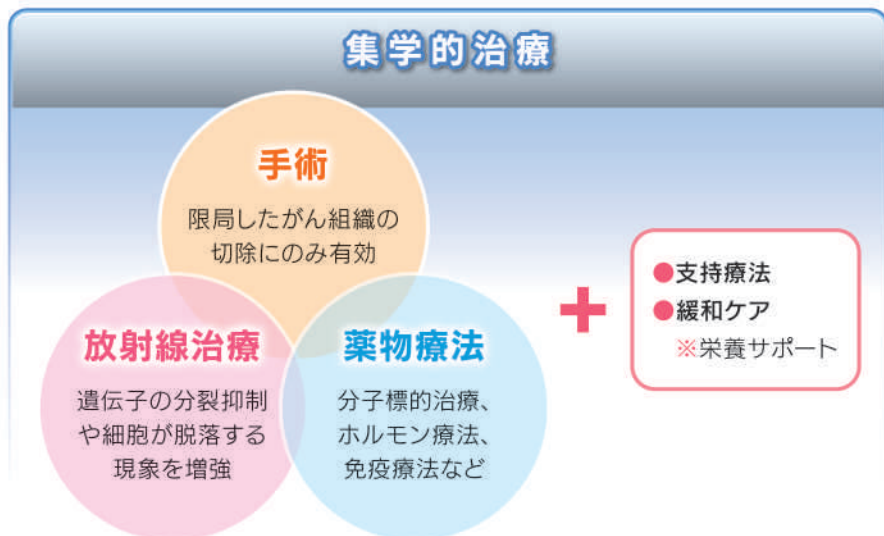 集学的治療
手術
限局したがん組織の
切除にのみ有効
放射線治療
遺伝子の分裂抑制
や細胞が脱落する
現象を増強
薬物療法
分子標的治療、
ホルモン療法、
免疫療法など
+
●支持療法
●緩和ケア
※栄養サポート